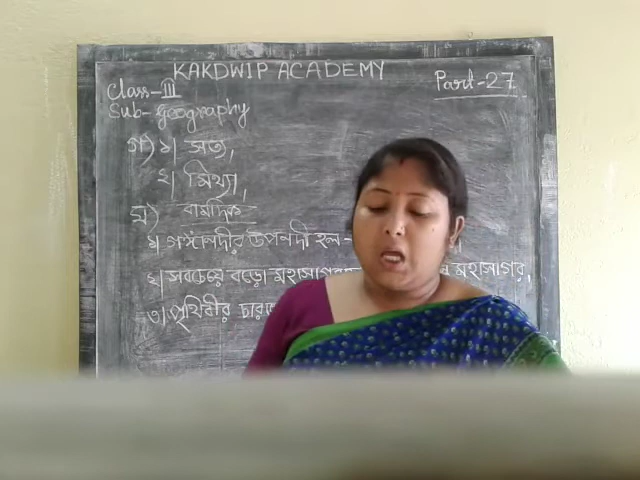 KAKDWIP ACADEMY
Part-27
Class-III
Sub- Geography
গ) ১| সত্য,
২| মিথ্যা,
ঘ) বামদিক
১| গঙ্গানদীর উপনদী হল-
২| সবচেয়ে বড়ো মহাসাগর মহাসাগর,
৩| পৃথিবীর